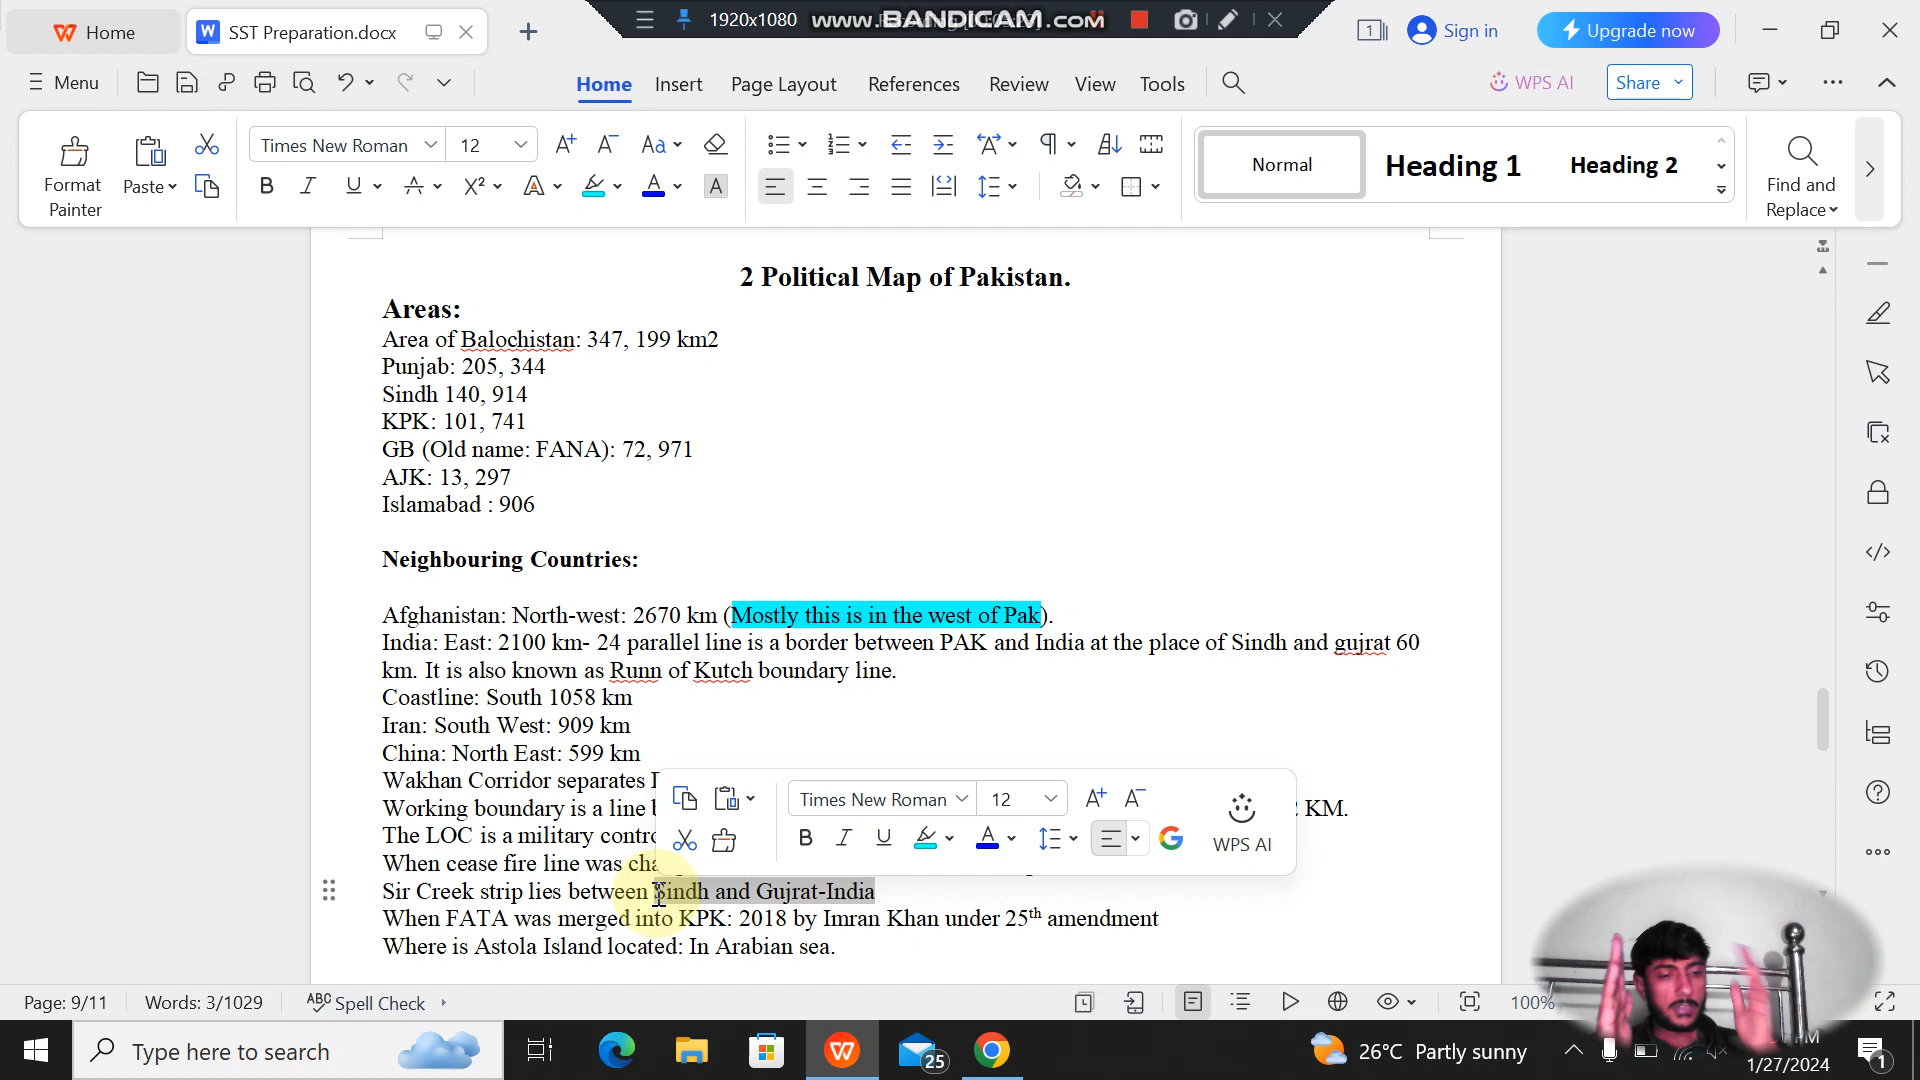 Home
SST Preparation.docx
1920x1080
www.BANDICAM.com
Sign in
Upgrade now
Menu
Home
Insert
Page Layout
References
Review
View
Tools
WPS AI
Share
Format
Painter
Paste
Times New Roman
12
Normal
Heading 1
Heading 2
Find and
Replace
2 Political Map of Pakistan.
Areas:
Area of Balochistan: 347, 199 km2
Punjab: 205, 344
Sindh 140, 914
KPK: 101, 741
GB (Old name: FANA): 72, 971
AJK: 13, 297
Islamabad : 906
Neighbouring Countries:
Afghanistan: North-west: 2670 km (Mostly this is in the west of Pak).
India: East: 2100 km- 24 parallel line is a border between PAK and India at the place of Sindh and gujrat 60
km. It is also known as Runn of Kutch boundary line.
Coastline: South 1058 km
Iran: South West: 909 km
China: North East: 599 km
Wakhan Corridor separates
Working boundary is a line KM.
The LOC is a military
When cease fire line was
Times New Roman
12
WPS AI
Sir Creek strip lies between Sindh and Gujrat-India
When FATA was merged into KPK: 2018 by Imran Khan under 25th amendment
Where is Astola Island located: In Arabian sea.
Page: 9/11
Words: 3/1029
Spell Check
100%
Type here to search
25
26°C Partly sunny
1/27/2024
1